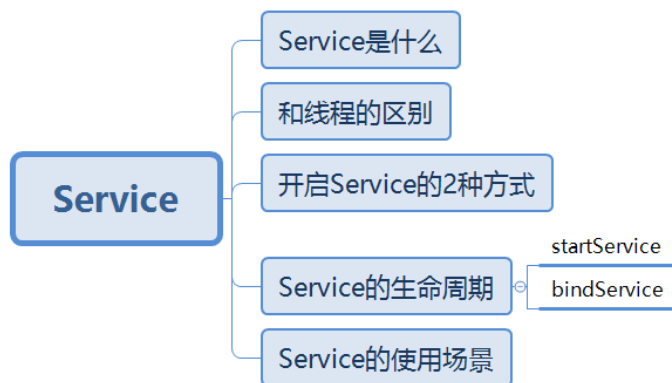 Service是什么
和线程的区别
开启Service的2种方式
Service
Service的生命周期
startService
bindService
Service的使用场景